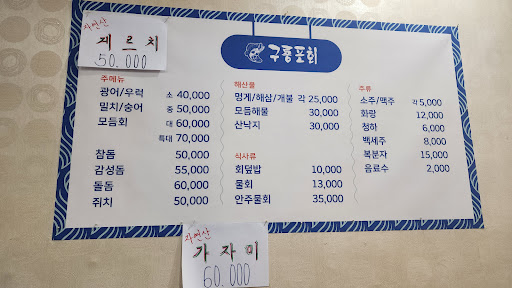 자연산
제르치
50.000
구룡포회
주메뉴
광어/우럭 소 40,000
밀치/숭어 중 50,000
모듬회 대 60,000
특대 70,000
참돔 50,000
감성돔 55,000
돌돔 60,000
쥐치 50,000
해산물
멍게/해삼/개불 각 25,000
모듬해물 30,000
산낙지 30,000
식사류
회덮밥 10,000
물회 13,000
안주물회 35,000
주류
소주/맥주 각 5,000
화랑 12,000
청하 6,000
백세주 8,000
복분자 15,000
음료수 2,000
자연산
가자미
60.000